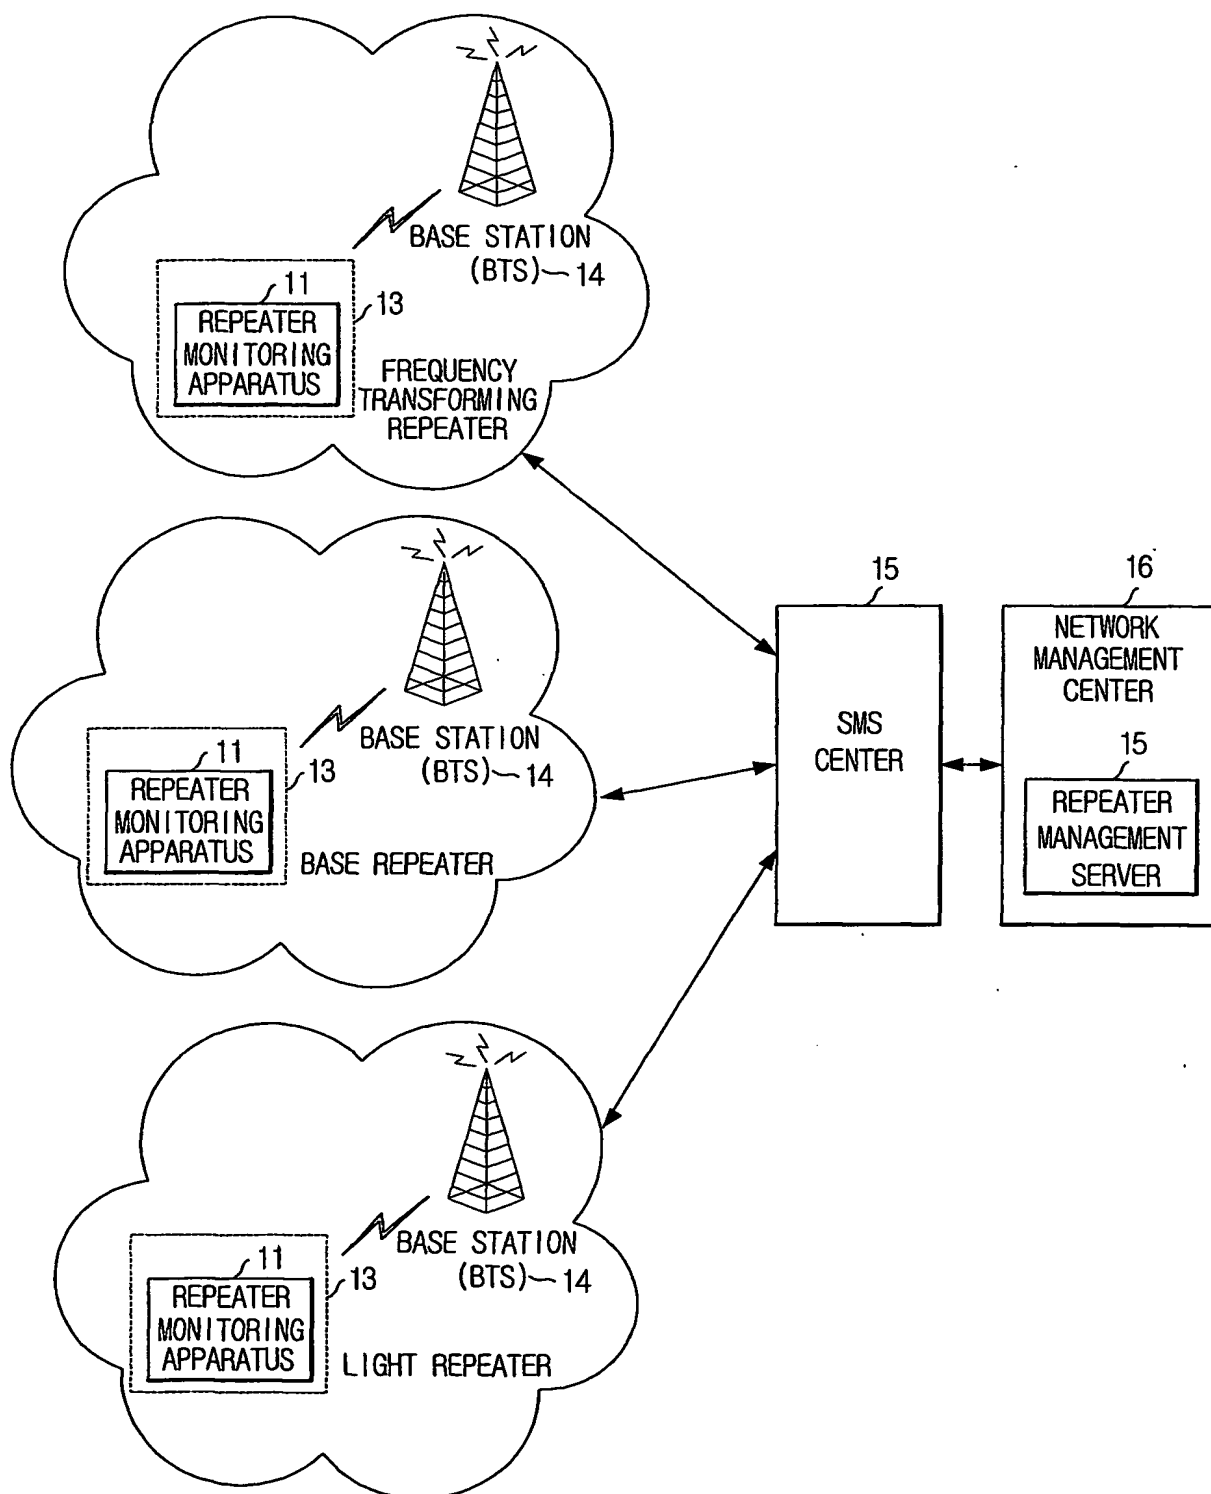 BASE STATION
(BTS) 14
11
13
REPEATER
MONITORING
APPARATUS
FREQUENCY
TRANSFORMING
REPEATER
BASE STATION
(BTS) 14
11
13
REPEATER
MONITORING
APPARATUS
BASE REPEATER
15
SMS
CENTER
16
NETWORK
MANAGEMENT
CENTER
15
REPEATER
MANAGEMENT
SERVER
BASE STATION
(BTS) 14
11
13
REPEATER
MONITORING
APPARATUS
LIGHT REPEATER